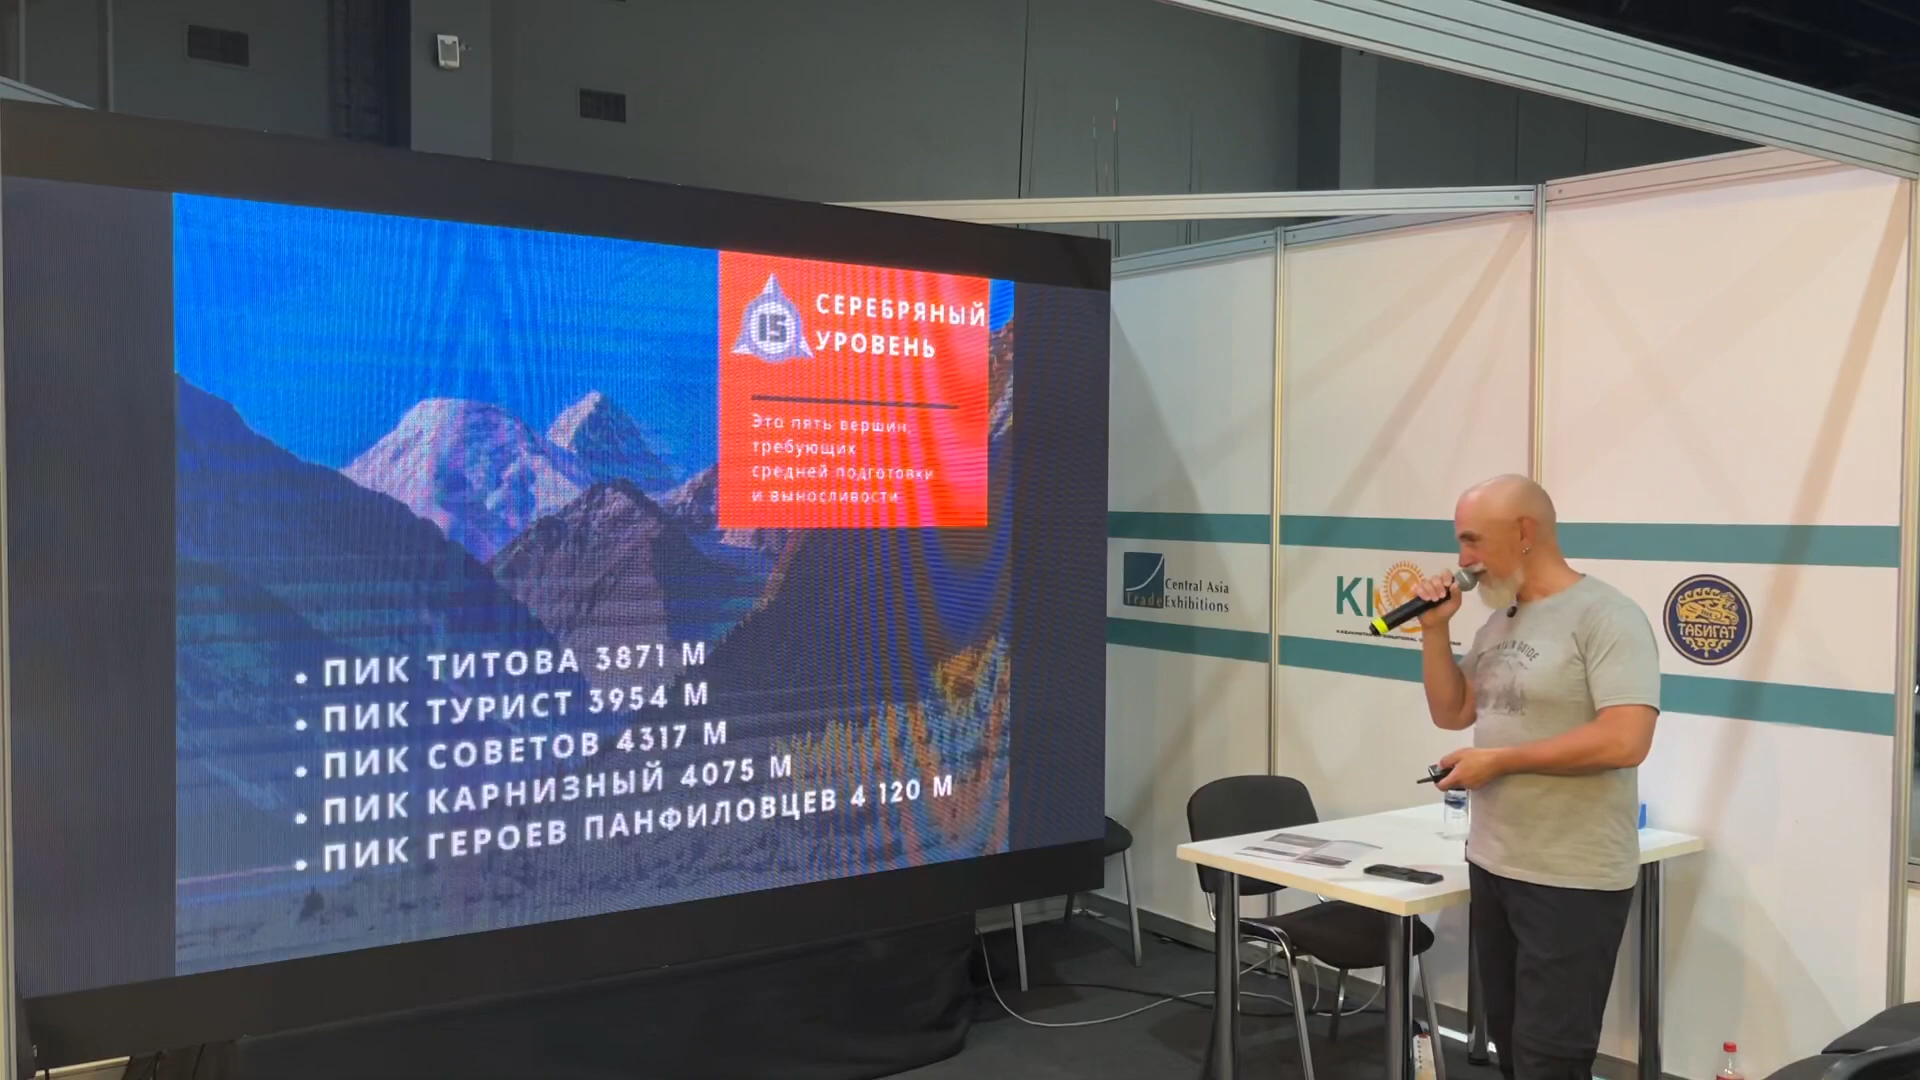 15
СЕРЕБРЯНЫЙ
УРОВЕНЬ
Это пять вершин,
требующих
средней подготовки
и выносливости
• ПИК ТИТОВА 3871 М
• ПИК ТУРИСТ 3954 М
• ПИК СОВЕТОВ 4317 М
• ПИК КАРНИЗНЫЙ 4075 М
• ПИК ГЕРОЕВ ПАНФИЛОВЦЕВ 4 120 М
Central Asia
Trade Exhibitions
KI
ТАБИГАТ
GUIDE